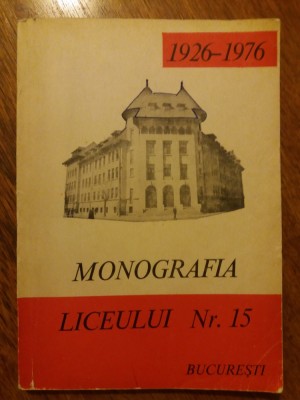 1926-1976
MONOGRAFIA
LICEULUI Nr. 15
BUCUREȘTI